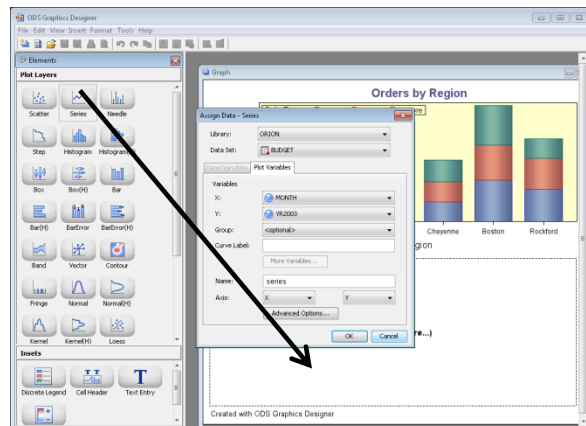 ODS Graphics Designer
File Edit View Insert Format Tools Help
Elements
Plot Layers
Scatter Series Needle
Step Histogram Histogram
Box Box(H) Bar
Bar(H) BarError BarError(H)
Band Vector Contour
Fringe Normal Normal(H)
Kernel Kernel(H) Loess
Insets
Discrete Legend Cell Header Text Entry
Graph
Orders by Region
Assign Data - Series
Library: ORION
Data Set: BUDGET
Panel Variables Plot Variables
Variables
X: MONTH
Y: YR2003
Group: <optional>
Curve Label:
More Variables...
Name: series
Axis: X Y
Advanced Options...
OK Cancel
Cheyenne Boston Rockford
gion
re...)
Created with ODS Graphics Designer